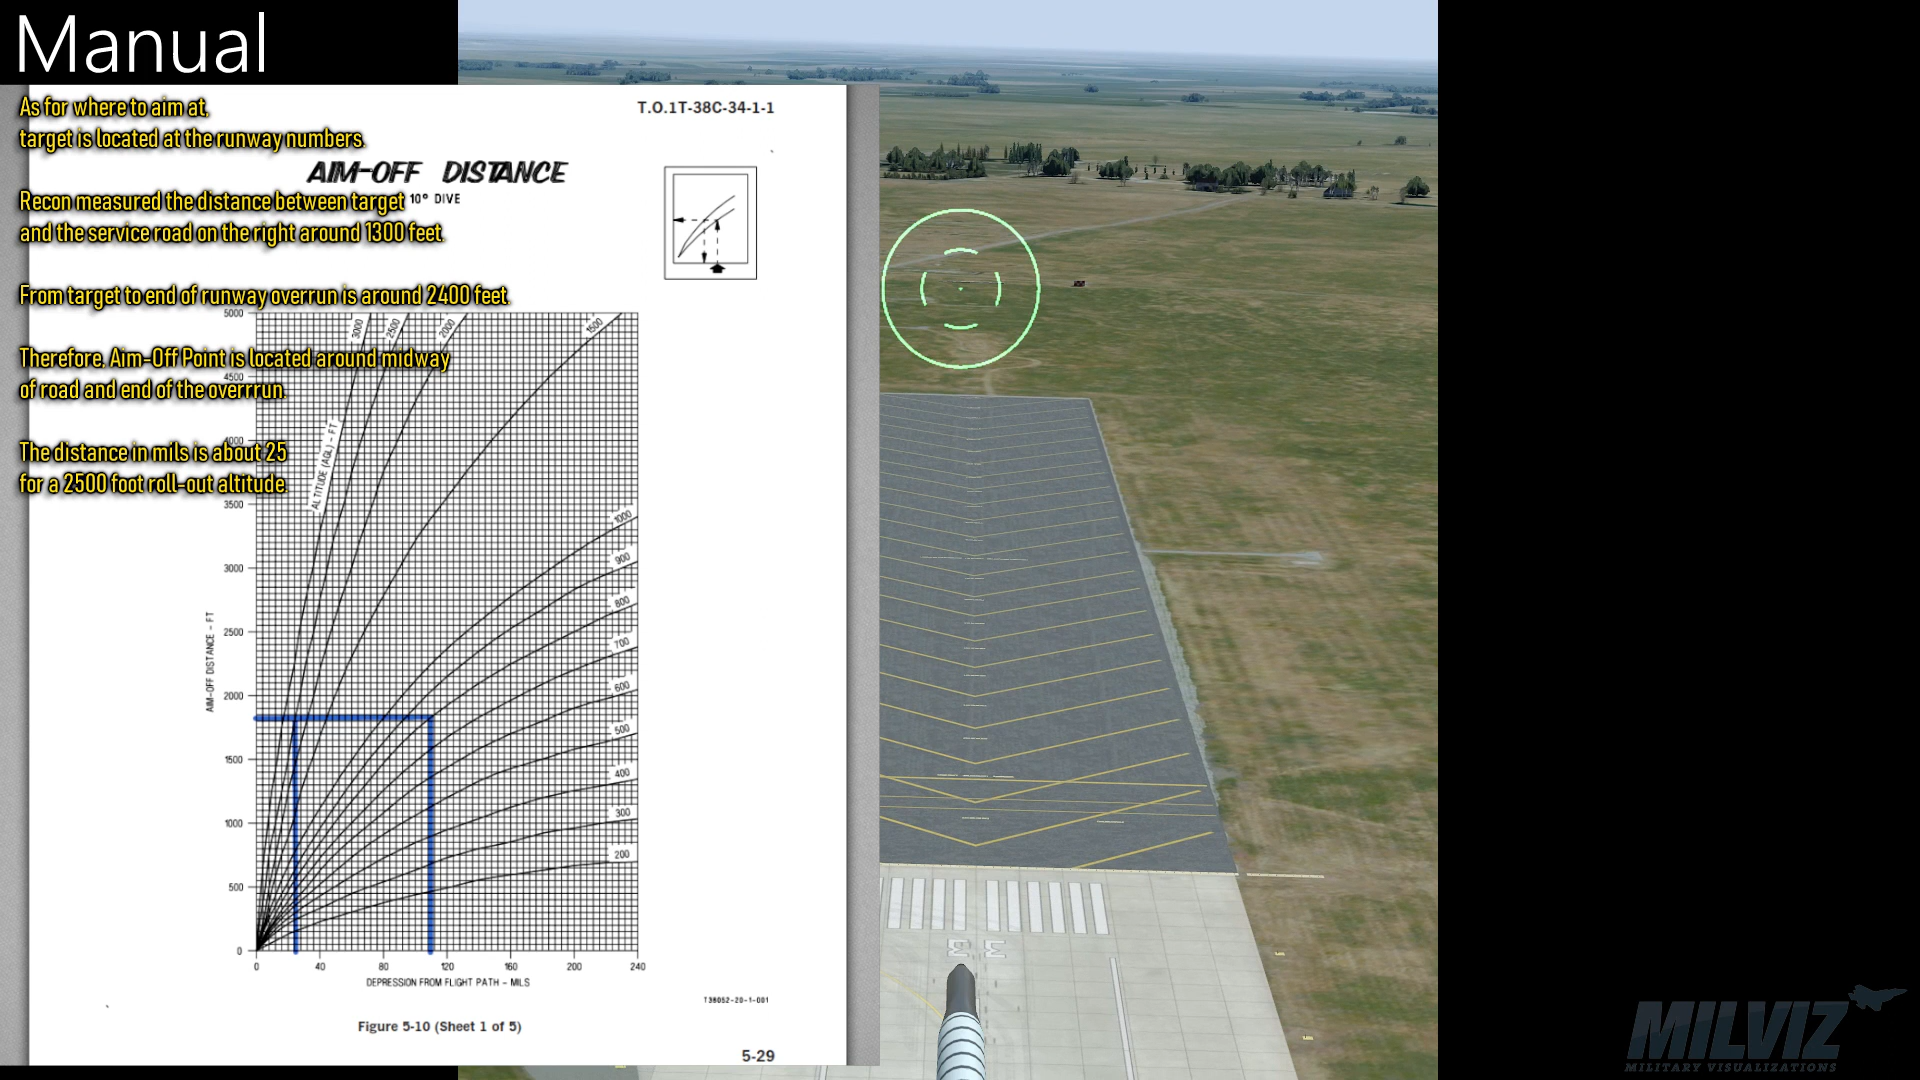 Manual
As for where to aim at,
target is located at the runway numbers.
Recon measured the distance between target
and the service road on the right around 1300 feet.
From target to end of runway overrun is around 2400 feet.
Therefore, Aim-Off Point is located around midway
of road and end of the overrrun.
The distance in mils is about 25
for a 2500 foot roll-out altitude.
T.O.1T-38C-34-1-1
AIM-OFF DISTANCE
10° DIVE
ALTITUDE (AGL) - FT
3000
2500
2000
1500
1000
900
800
700
600
500
400
300
200
AIM-OFF DISTANCE - FT
5000
4500
4000
3500
3000
2500
2000
1500
1000
500
0
0 40 80 120 160 200 240
DEPRESSION FROM FLIGHT PATH - MILS
T38052-20-1-001
Figure 5-10 (Sheet 1 of 5)
5-29
MILVIZ
MILITARY VISUALIZATIONS